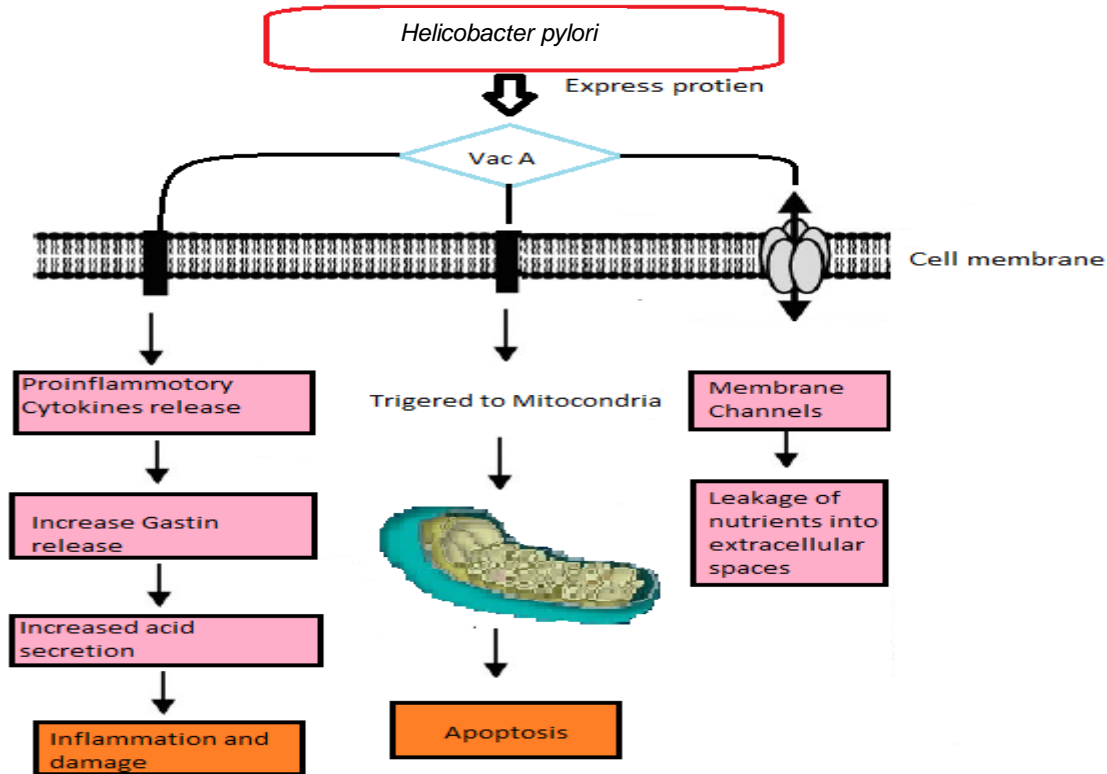 Helicobacter pylori
Express protien
Vac A
Cell membrane
Proinflammotory
Cytokines release
Increase Gastin
release
Increased acid
secretion
Inflammation and
damage
Trigered to Mitocondria
Apoptosis
Membrane
Channels
Leakage of
nutrients into
extracellular
spaces